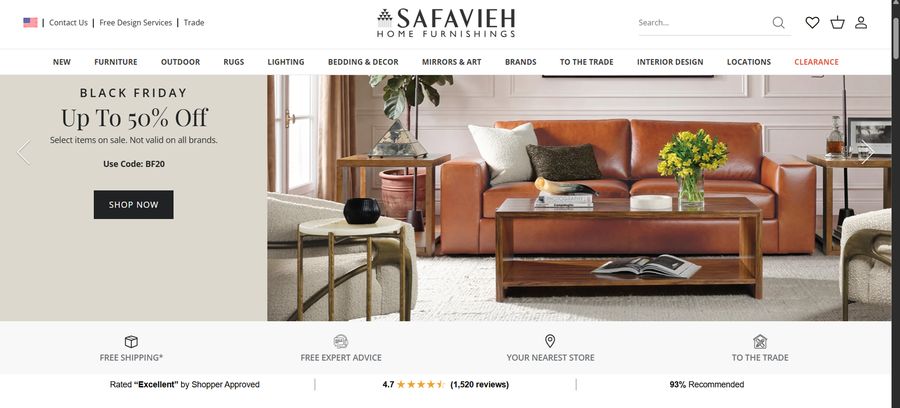 Contact Us | Free Design Services | Trade
SAFAVIEH
HOME FURNISHINGS
Search...
NEW FURNITURE OUTDOOR RUGS LIGHTING BEDDING & DECOR MIRRORS & ART BRANDS TO THE TRADE INTERIOR DESIGN LOCATIONS CLEARANCE
BLACK FRIDAY
Up To 50% Off
Select items on sale. Not valid on all brands.
Use Code: BF20
SHOP NOW
FREE SHIPPING* FREE EXPERT ADVICE YOUR NEAREST STORE TO THE TRADE
Rated “Excellent” by Shopper Approved | 4.7 (1,520 reviews) | 93% Recommended